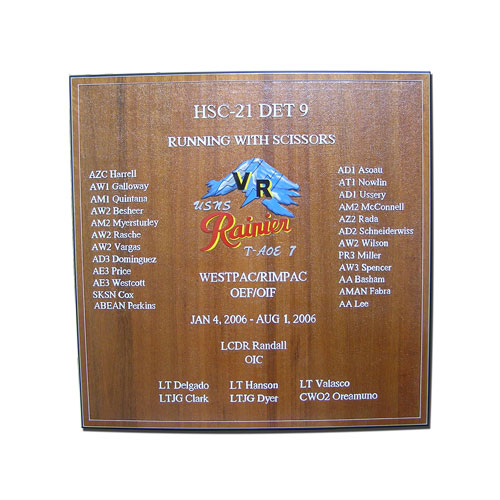 HSC-21 DET 9
RUNNING WITH SCISSORS
AZC Harrell
AW1 Galloway
AM1 Quintana
AW2 Besheer
AM2 Myersturley
AW2 Rasche
AW2 Vargas
AD3 Dominguez
AE3 Price
AE3 Westcott
SKSN Cox
ABEAN Perkins
VR
USNS
Rainier
T-AOE 7
AD1 Asoau
AT1 Nowlin
AD1 Ussery
AM2 McConnell
AZ2 Rada
AD2 Schneiderwiss
AW2 Wilson
PR3 Miller
AW3 Spencer
AA Basham
AMAN Fabra
AA Lee
WESTPAC/RIMPAC
OEF/OIF
JAN 4, 2006 - AUG 1, 2006
LCDR Randall
OIC
LT Delgado LT Hanson LT Valasco
LTJG Clark LTJG Dyer CWO2 Oreamuno